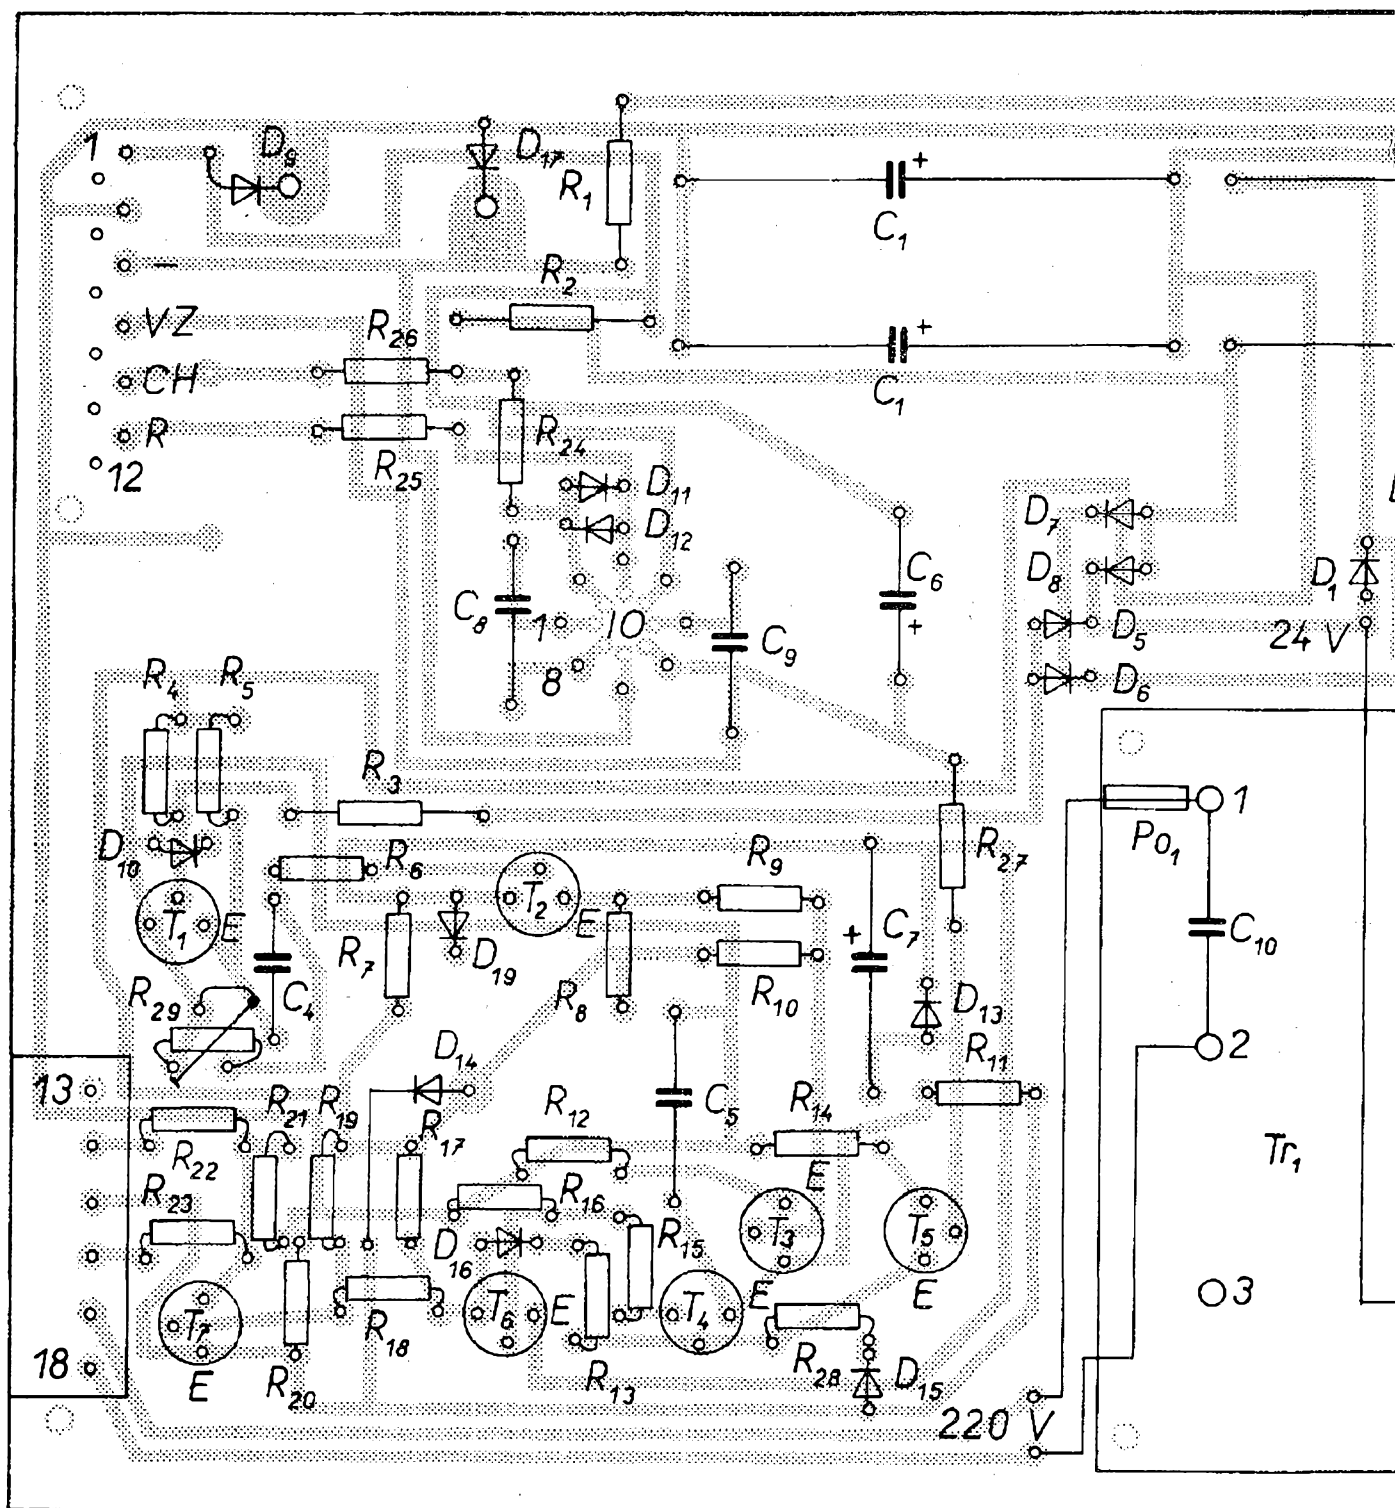 1 D9 D17
R1
+
C1
−
R2
VZ
R26
+
CH
C1
R
R24
12
R25
D11
D7
D12
D8
C6
D1
C8
1 IO
+
D5
24 V
C9
8
D6
R4 R5
R3
1
PO1
D10
R6
R9
R27
T2
T1 E
E
+ C7
C10
R7
D19
R29
C4
R8
R10
D13
2
D14
R11
13
R21 R19
R12
C5
R14
R17
R22
Tr1
R23
R16
E
T3
T5
R15
D16
3
T7
T6 E
T4 E
E
R18
18
E
R20
R13
R28
D15
220 V